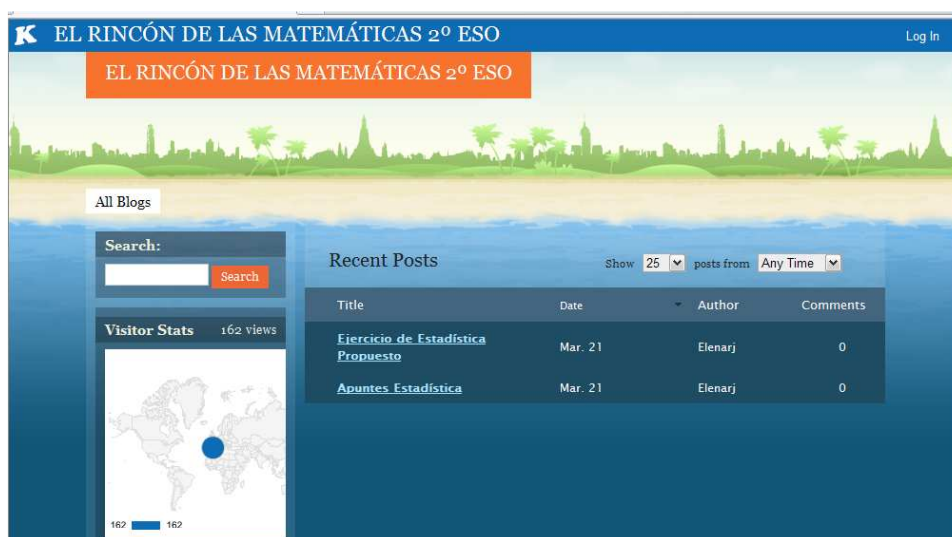 K EL RINCÓN DE LAS MATEMÁTICAS 2º ESO
Log In
EL RINCÓN DE LAS MATEMÁTICAS 2º ESO
All Blogs
Search:
Search
Visitor Stats 162 views
162 162
Recent Posts
Show 25 posts from Any Time
Title Date Author Comments
Ejercicio de Estadística
Propuesto
Mar. 21 Elenarj 0
Apuntes Estadística Mar. 21 Elenarj 0